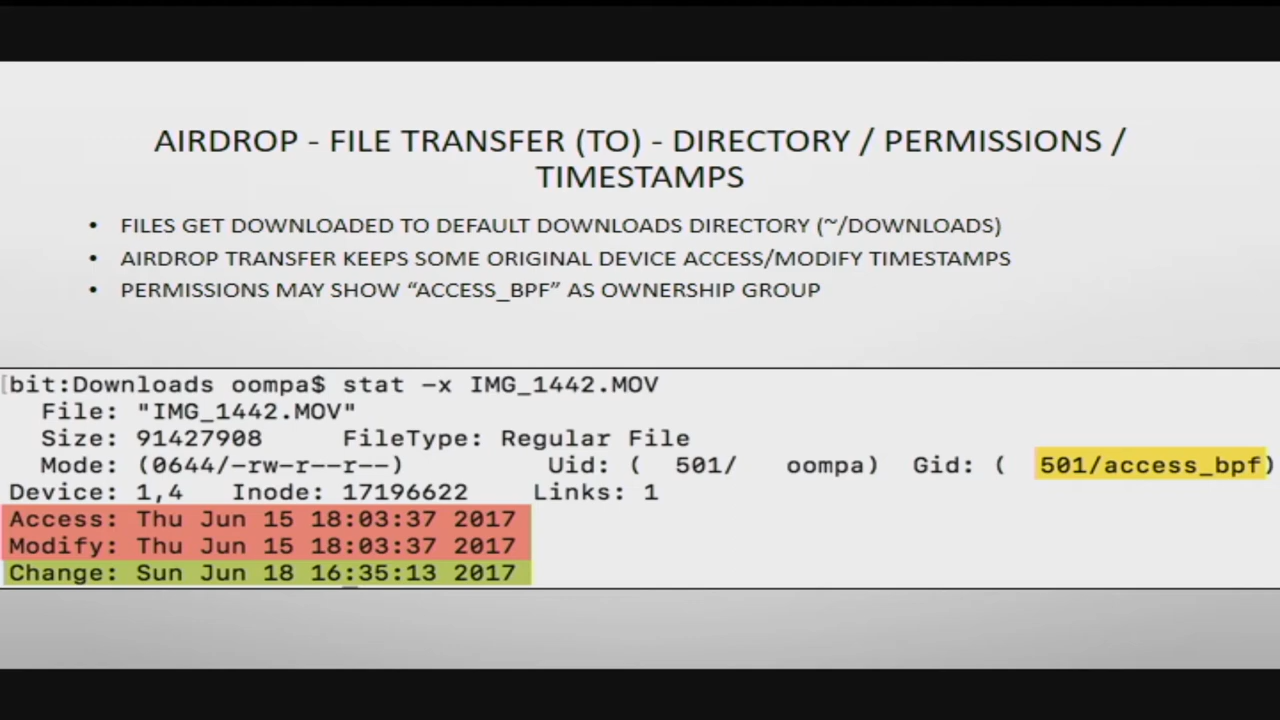 AIRDROP - FILE TRANSFER (TO) - DIRECTORY / PERMISSIONS /
TIMESTAMPS
• FILES GET DOWNLOADED TO DEFAULT DOWNLOADS DIRECTORY (~/DOWNLOADS)
• AIRDROP TRANSFER KEEPS SOME ORIGINAL DEVICE ACCESS/MODIFY TIMESTAMPS
• PERMISSIONS MAY SHOW “ACCESS_BPF” AS OWNERSHIP GROUP
[bit:Downloads oompa$ stat -x IMG_1442.MOV
File: "IMG_1442.MOV"
Size: 91427908 FileType: Regular File
Mode: (0644/-rw-r--r--) Uid: ( 501/ oompa) Gid: ( 501/access_bpf)
Device: 1,4 Inode: 17196622 Links: 1
Access: Thu Jun 15 18:03:37 2017
Modify: Thu Jun 15 18:03:37 2017
Change: Sun Jun 18 16:35:13 2017